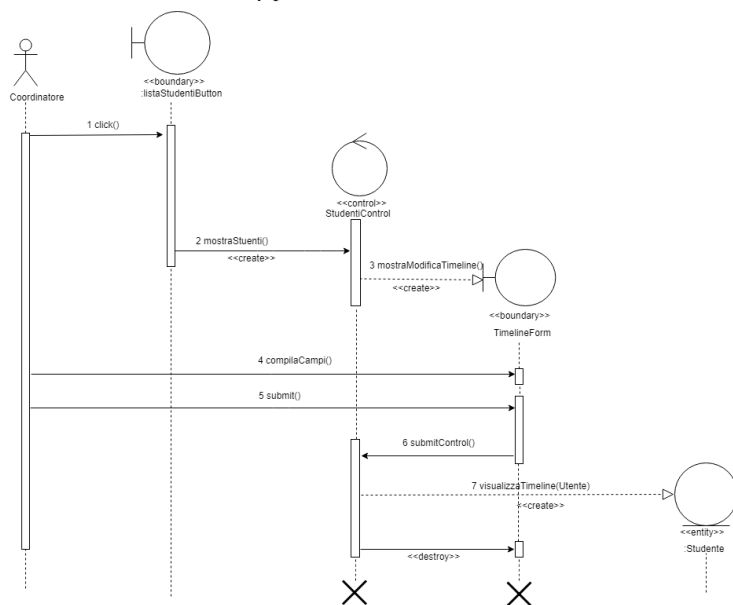 <<boundary>>
:listaStudentiButton
Coordinatore
1 click()
<<control>>
StudentiControl
2 mostraStuenti()
<<create>>
3 mostraModificaTimeline()
<<create>>
<<boundary>>
TimelineForm
4 compilaCampi()
5 submit()
6 submitControl()
7 visualizzaTimeline(Utente)
<<create>>
<<entity>>
:Studente
<<destroy>>